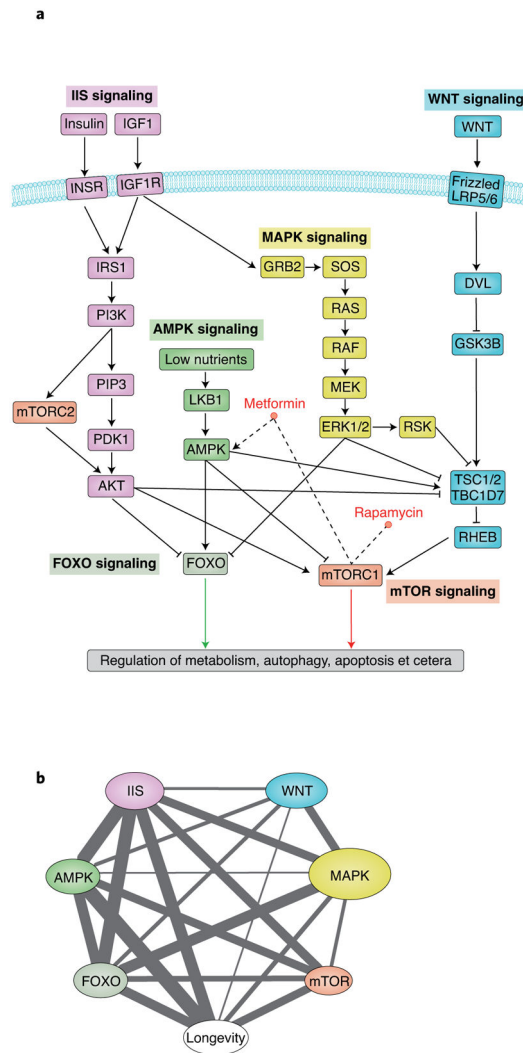 a
IIS signaling
WNT signaling
Insulin
IGF1
WNT
INSR
IGF1R
Frizzled
LRP5/6
MAPK signaling
IRS1
GRB2
SOS
DVL
PI3K
RAS
AMPK signaling
GSK3B
Low nutrients
RAF
PIP3
MEK
mTORC2
LKB1
Metformin
PDK1
ERK1/2
RSK
AMPK
AKT
TSC1/2
TBC1D7
Rapamycin
RHEB
FOXO signaling
FOXO
mTORC1
mTOR signaling
Regulation of metabolism, autophagy, apoptosis et cetera
b
IIS
WNT
AMPK
MAPK
FOXO
mTOR
Longevity